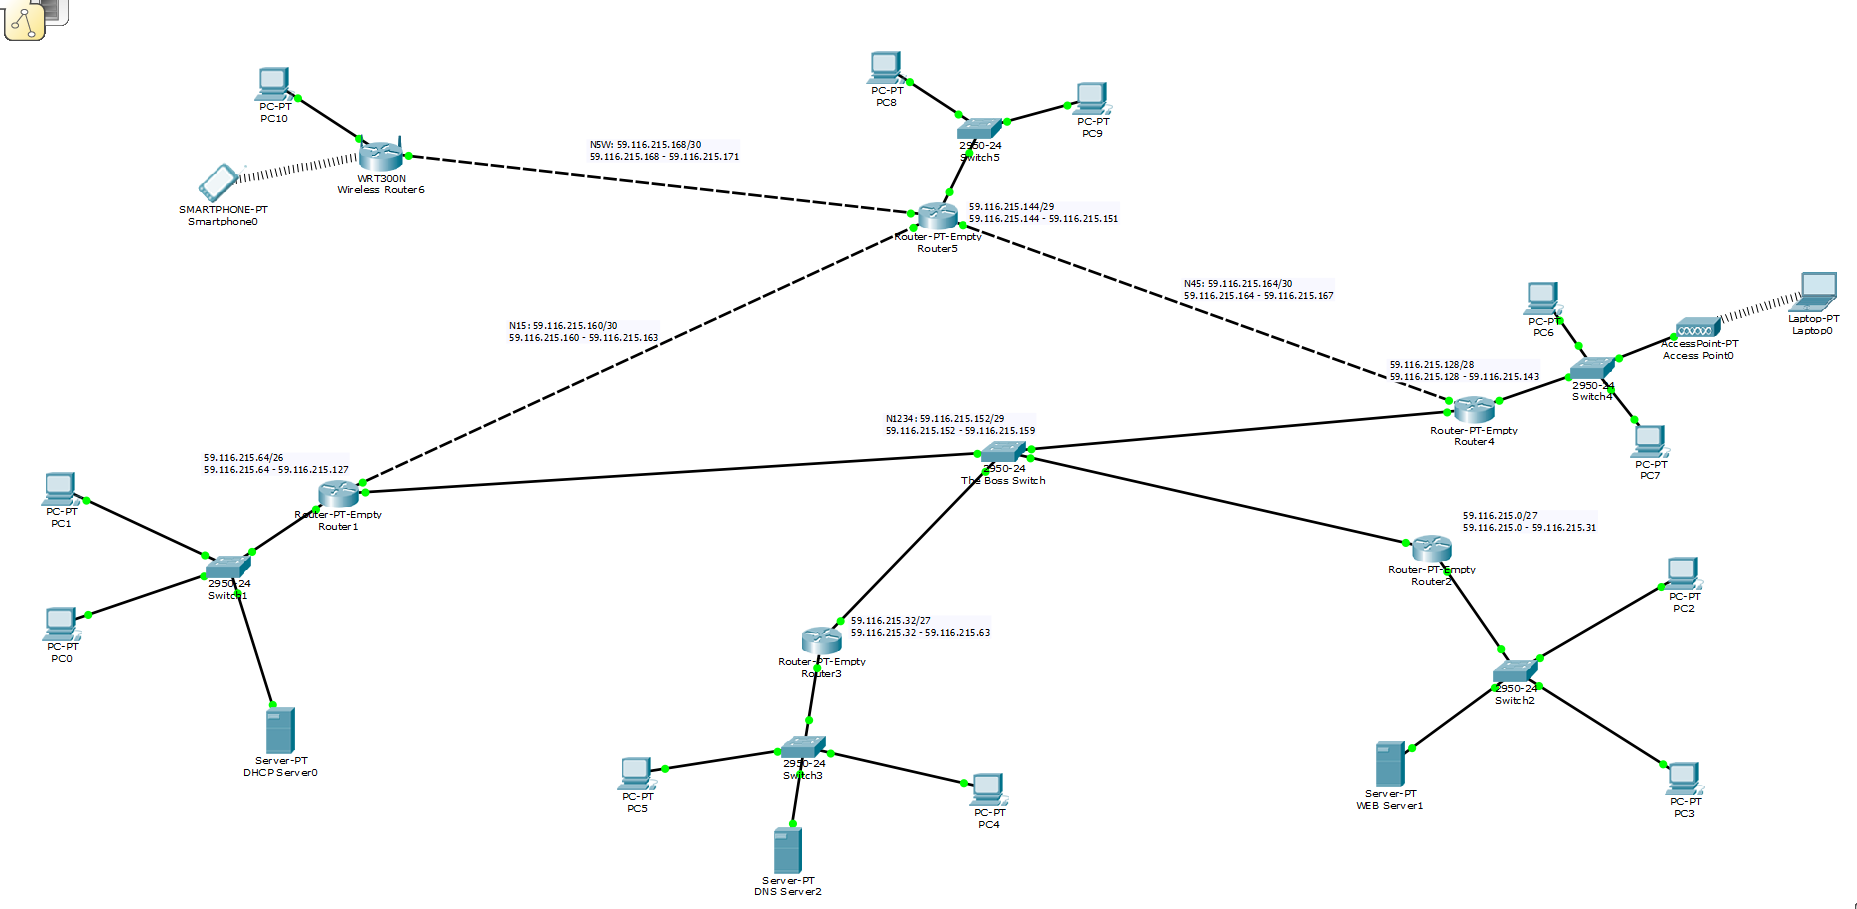 PC-PT
PC10
SMARTPHONE-PT
Smartphone0
WRT300N
Wireless Router6
N5W: 59.116.215.168/30
59.116.215.168 - 59.116.215.171
PC-PT
PC8
PC-PT
PC9
2950-24
Switch5
59.116.215.144/29
59.116.215.144 - 59.116.215.151
Router-PT-Empty
Router5
N45: 59.116.215.164/30
59.116.215.164 - 59.116.215.167
N15: 59.116.215.160/30
59.116.215.160 - 59.116.215.163
PC-PT
PC6
Laptop-PT
Laptop0
AccessPoint-PT
Access Point0
59.116.215.128/28
59.116.215.128 - 59.116.215.143
2950-24
Switch4
Router-PT-Empty
Router4
PC-PT
PC7
N1234: 59.116.215.152/29
59.116.215.152 - 59.116.215.159
2950-24
The Boss Switch
59.116.215.64/26
59.116.215.64 - 59.116.215.127
Router-PT-Empty
Router1
PC-PT
PC1
2950-24
Switch1
PC-PT
PC0
Server-PT
DHCP Server0
59.116.215.0/27
59.116.215.0 - 59.116.215.31
Router-PT-Empty
Router2
PC-PT
PC2
2950-24
Switch2
Server-PT
WEB Server1
PC-PT
PC3
59.116.215.32/27
59.116.215.32 - 59.116.215.63
Router-PT-Empty
Router3
2950-24
Switch3
PC-PT
PC5
PC-PT
PC4
Server-PT
DNS Server2